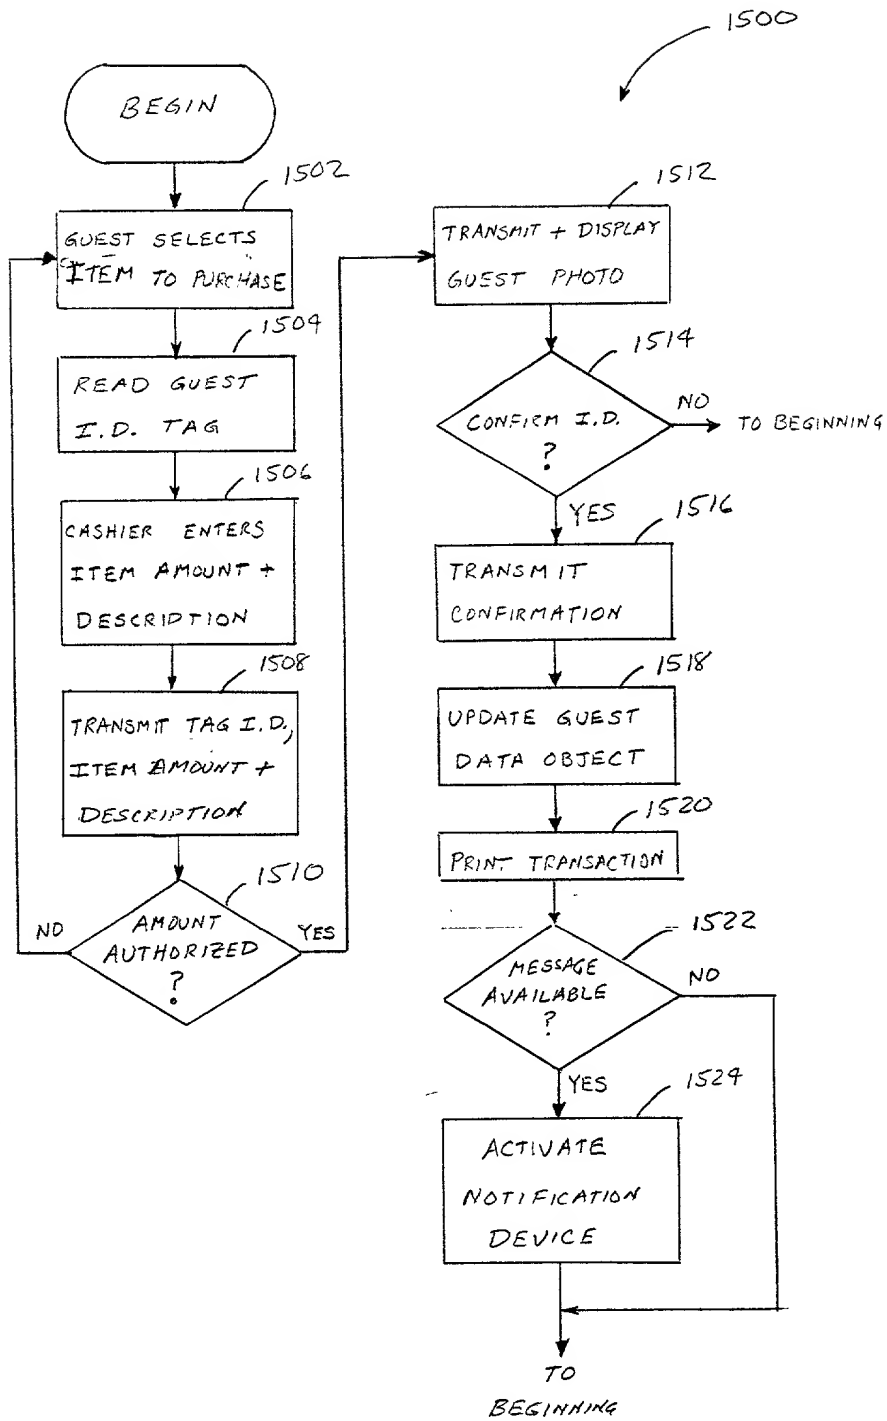 1500
BEGIN
1502
GUEST SELECTS
ITEM TO PURCHASE
1504
READ GUEST
I.D. TAG
1506
CASHIER ENTERS
ITEM AMOUNT +
DESCRIPTION
1508
TRANSMIT TAG I.D.,
ITEM AMOUNT +
DESCRIPTION
1510
AMOUNT
AUTHORIZED
?
NO
YES
1512
TRANSMIT + DISPLAY
GUEST PHOTO
1514
CONFIRM I.D.
?
NO
TO BEGINNING
YES
1516
TRANSMIT
CONFIRMATION
1518
UPDATE GUEST
DATA OBJECT
1520
PRINT TRANSACTION
1522
MESSAGE
AVAILABLE
?
NO
YES
1524
ACTIVATE
NOTIFICATION
DEVICE
TO
BEGINNING